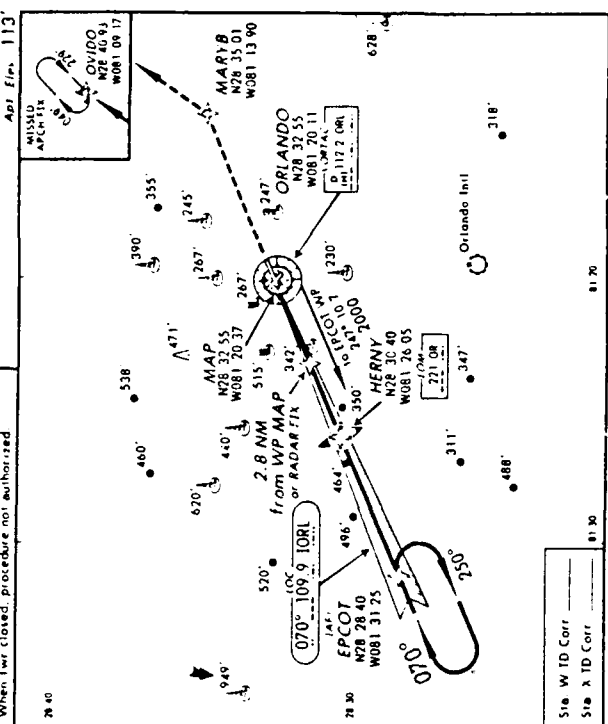 When Twr closed, procedure not authorized
Apt Elev 113'
MISSED
APCH FIX
229°
049°
OVIDO
N28 40 93
W081 09 17
28 40
949'
538
460'
390'
355'
471'
620'
440'
267'
245'
628'
MARYB
N28 35 01
W081 13 90
520'
515'
267'
247'
MAP
N28 32 55
W081 20 37
ORLANDO
N28 32 55
W081 20 11
VORTAC
D 112.2 ORL
(H)
2.8 NM
from WP MAP
or RADAR FIX
342'
230'
LOC
070° 109.9 IORL
496'
464'
350'
to EPCOT WP
247° 10.7
2000
HERNY
N28 30 40
W081 26 05
LOM
221 OR
IAF
EPCOT
N28 28 40
W081 31 25
28 30
070°
250°
311'
347'
488'
318'
Orlando Intl
81 30
81 20
Sta. W TD Corr
Sta X TD Corr